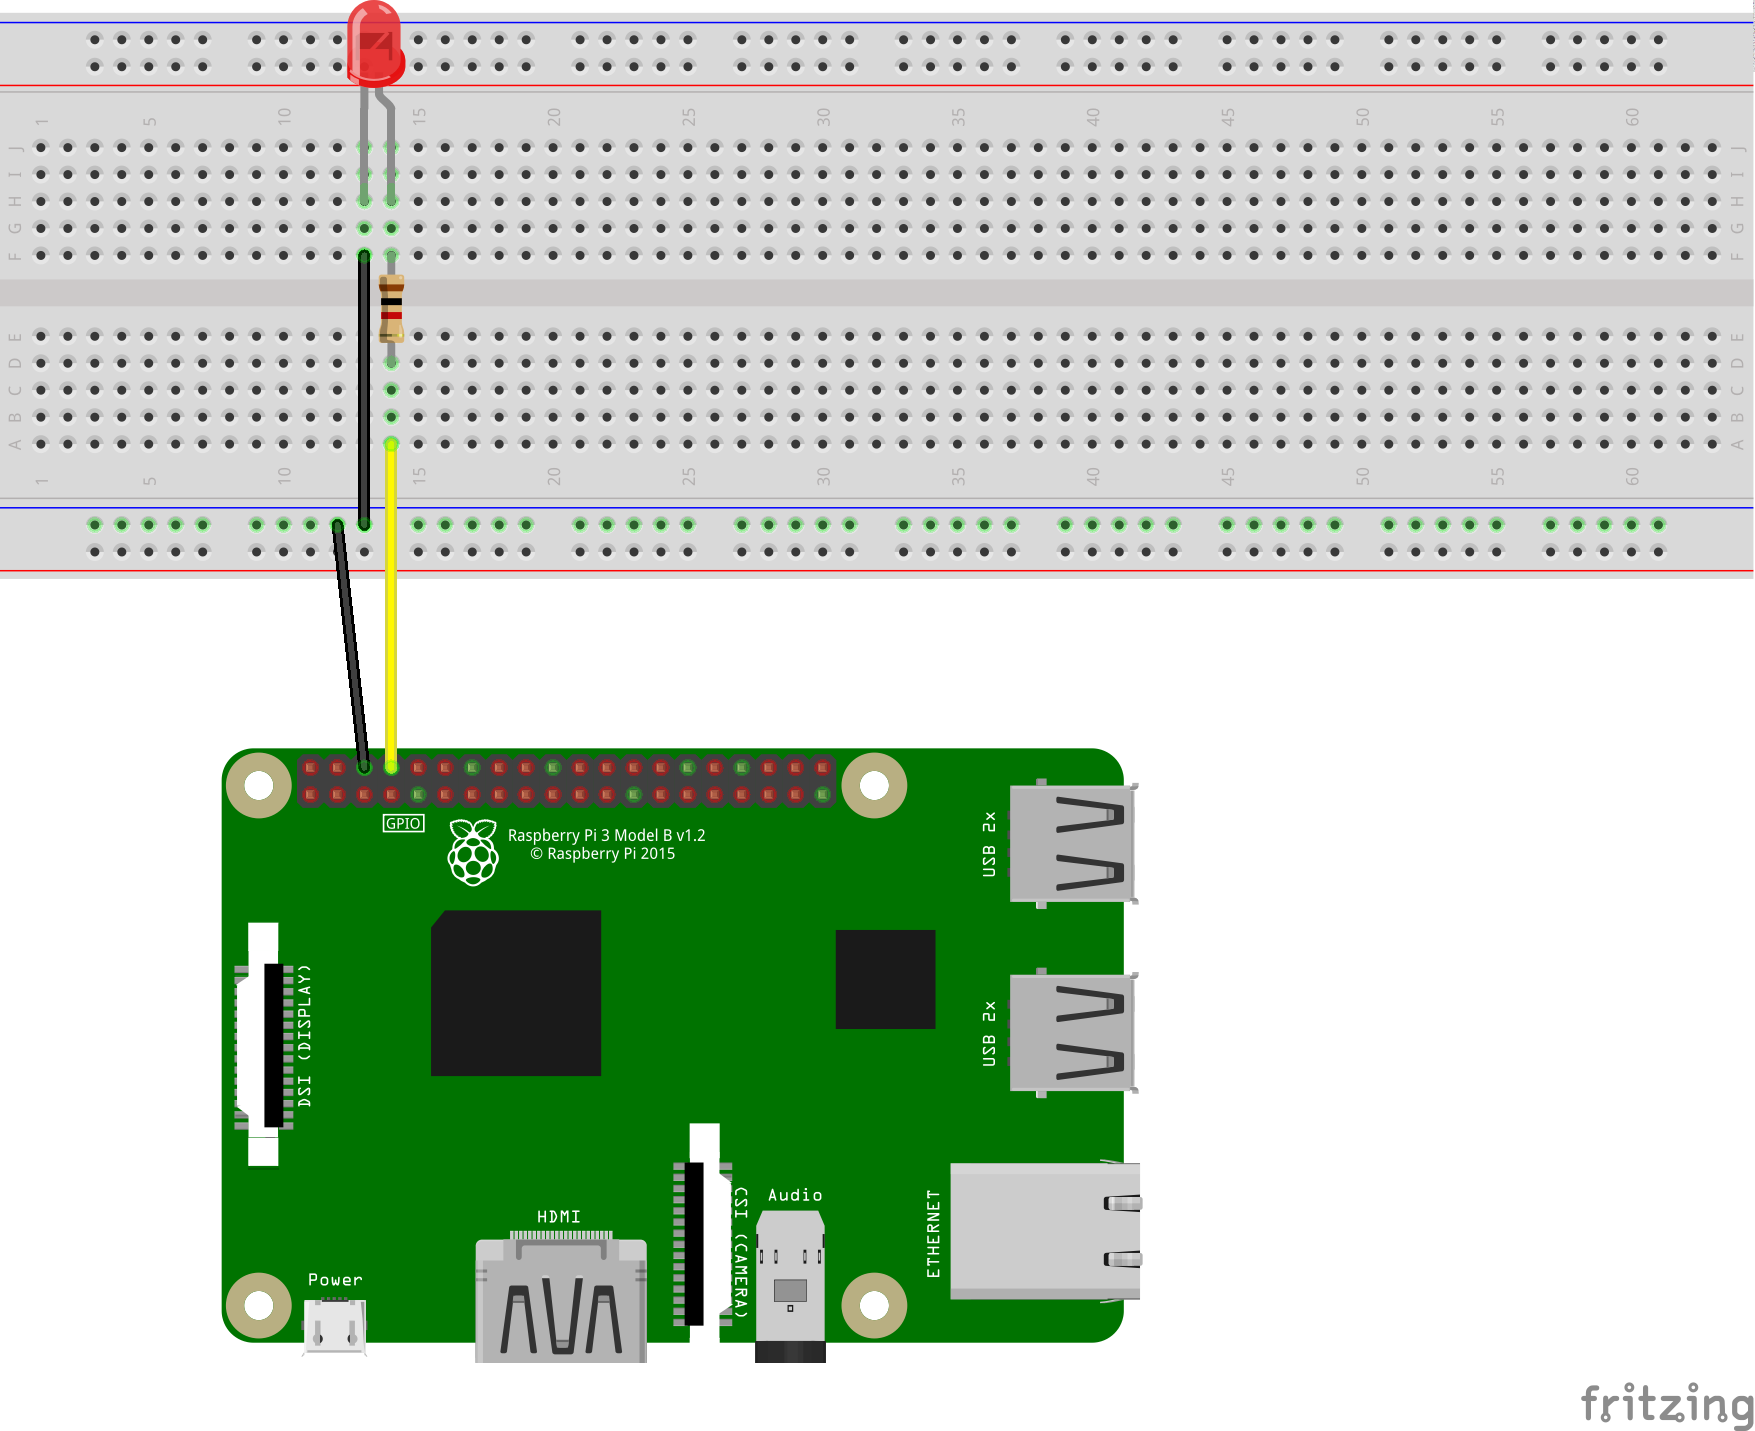 1 5 10 15 20 25 30 35 40 45 50 55 60
J J
I I
H H
G G
F F
E E
D D
C C
B B
A A
1 5 10 15 20 25 30 35 40 45 50 55 60
GPIO
Raspberry Pi 3 Model B v1.2
© Raspberry Pi 2015
USB 2x
DSI (DISPLAY)
USB 2x
CSI (CAMERA)
Audio
ETHERNET
HDMI
Power
fritzing